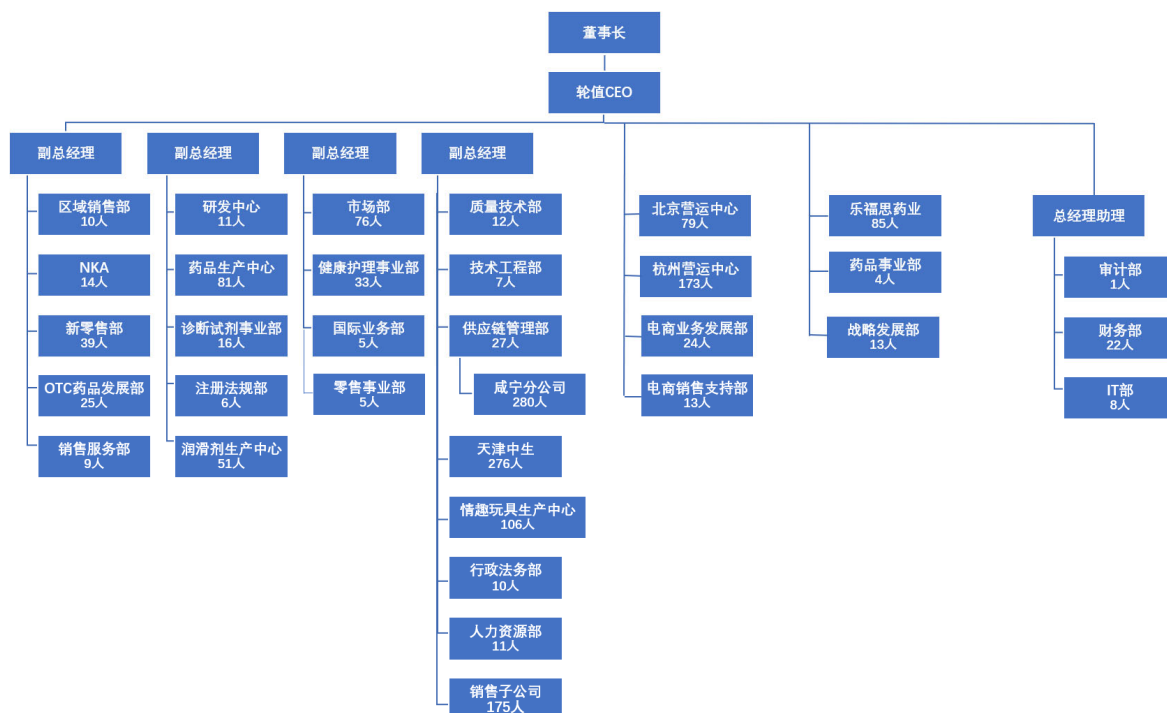 董事长
轮值CEO
副总经理
区域销售部
10人
NKA
14人
新零售部
39人
OTC药品发展部
25人
销售服务部
9人
副总经理
研发中心
11人
药品生产中心
81人
诊断试剂事业部
16人
注册法规部
6人
润滑剂生产中心
51人
副总经理
市场部
76人
健康护理事业部
33人
国际业务部
5人
零售事业部
5人
副总经理
质量技术部
12人
技术工程部
7人
供应链管理部
27人
咸宁分公司
280人
天津中生
276人
情趣玩具生产中心
106人
行政法务部
10人
人力资源部
11人
销售子公司
175人
北京营运中心
79人
杭州营运中心
173人
电商业务发展部
24人
电商销售支持部
13人
乐福思药业
85人
药品事业部
4人
战略发展部
13人
总经理助理
审计部
1人
财务部
22人
IT部
8人